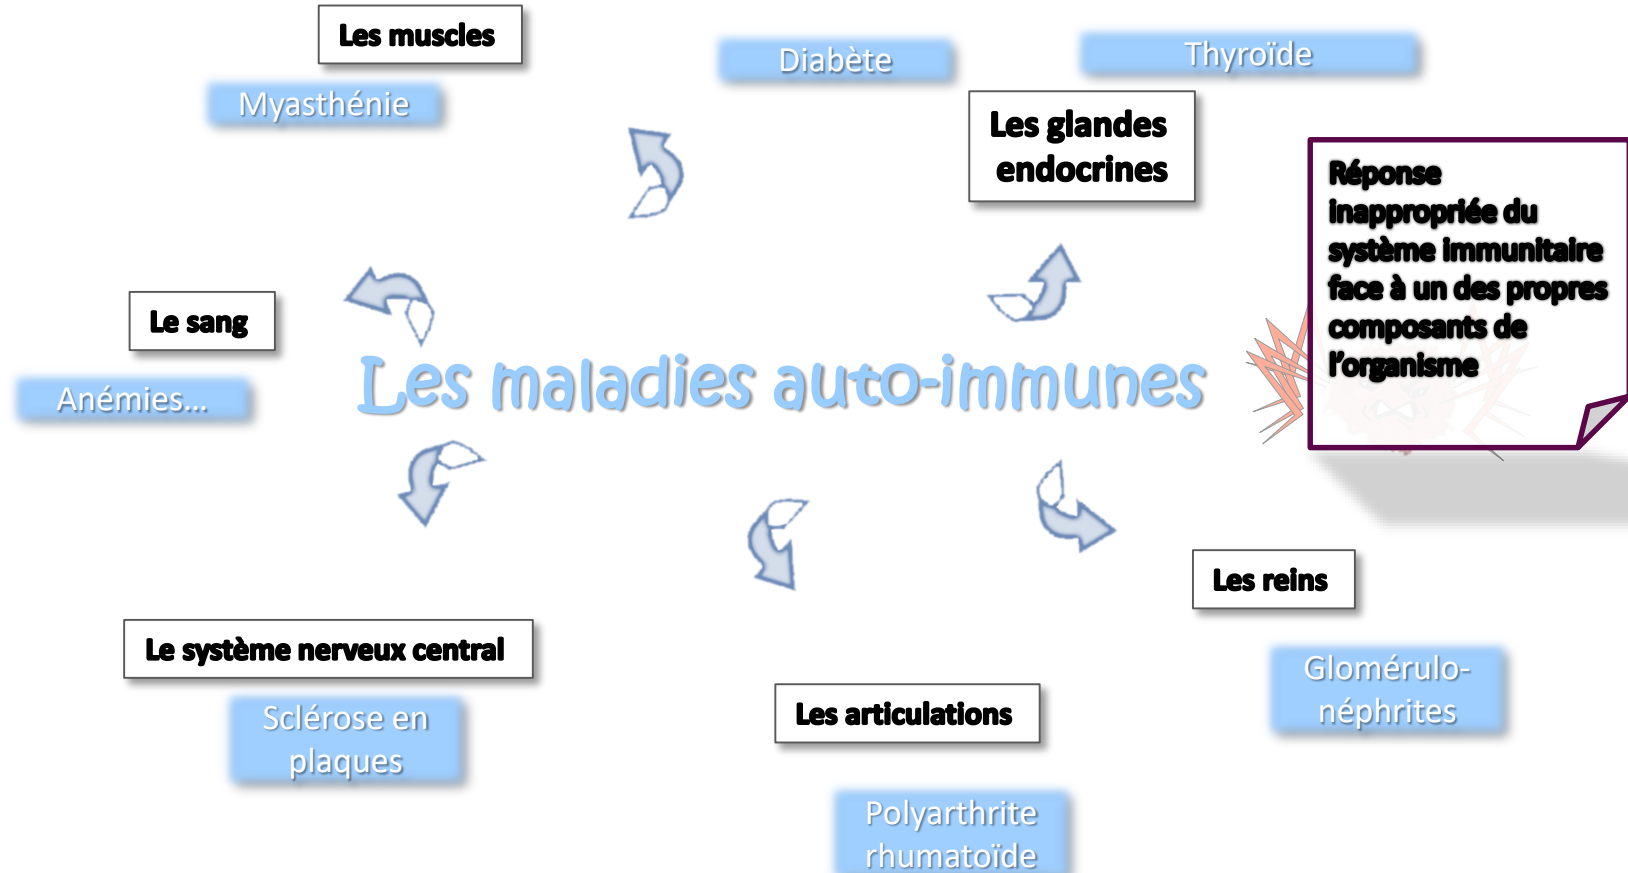 Les muscles
Myasthénie
Diabète
Thyroïde
Les glandes
endocrines
Réponse
inappropriée du
système immunitaire
face à un des propres
composants de
l'organisme
Le sang
Anémies...
Les maladies auto-immunes
Les reins
Glomérulo-
néphrites
Le système nerveux central
Sclérose en
plaques
Les articulations
Polyarthrite
rhumatoïde